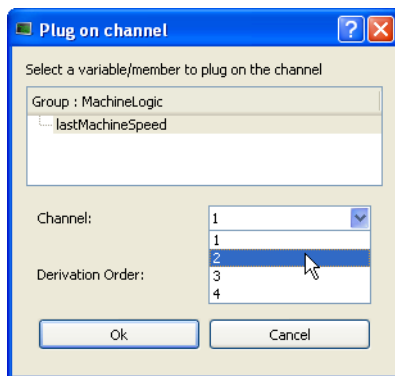 Plug on channel
Select a variable/member to plug on the channel
Group : MachineLogic
lastMachineSpeed
Channel: 1
1
2
Derivation Order: 3
4
Ok Cancel